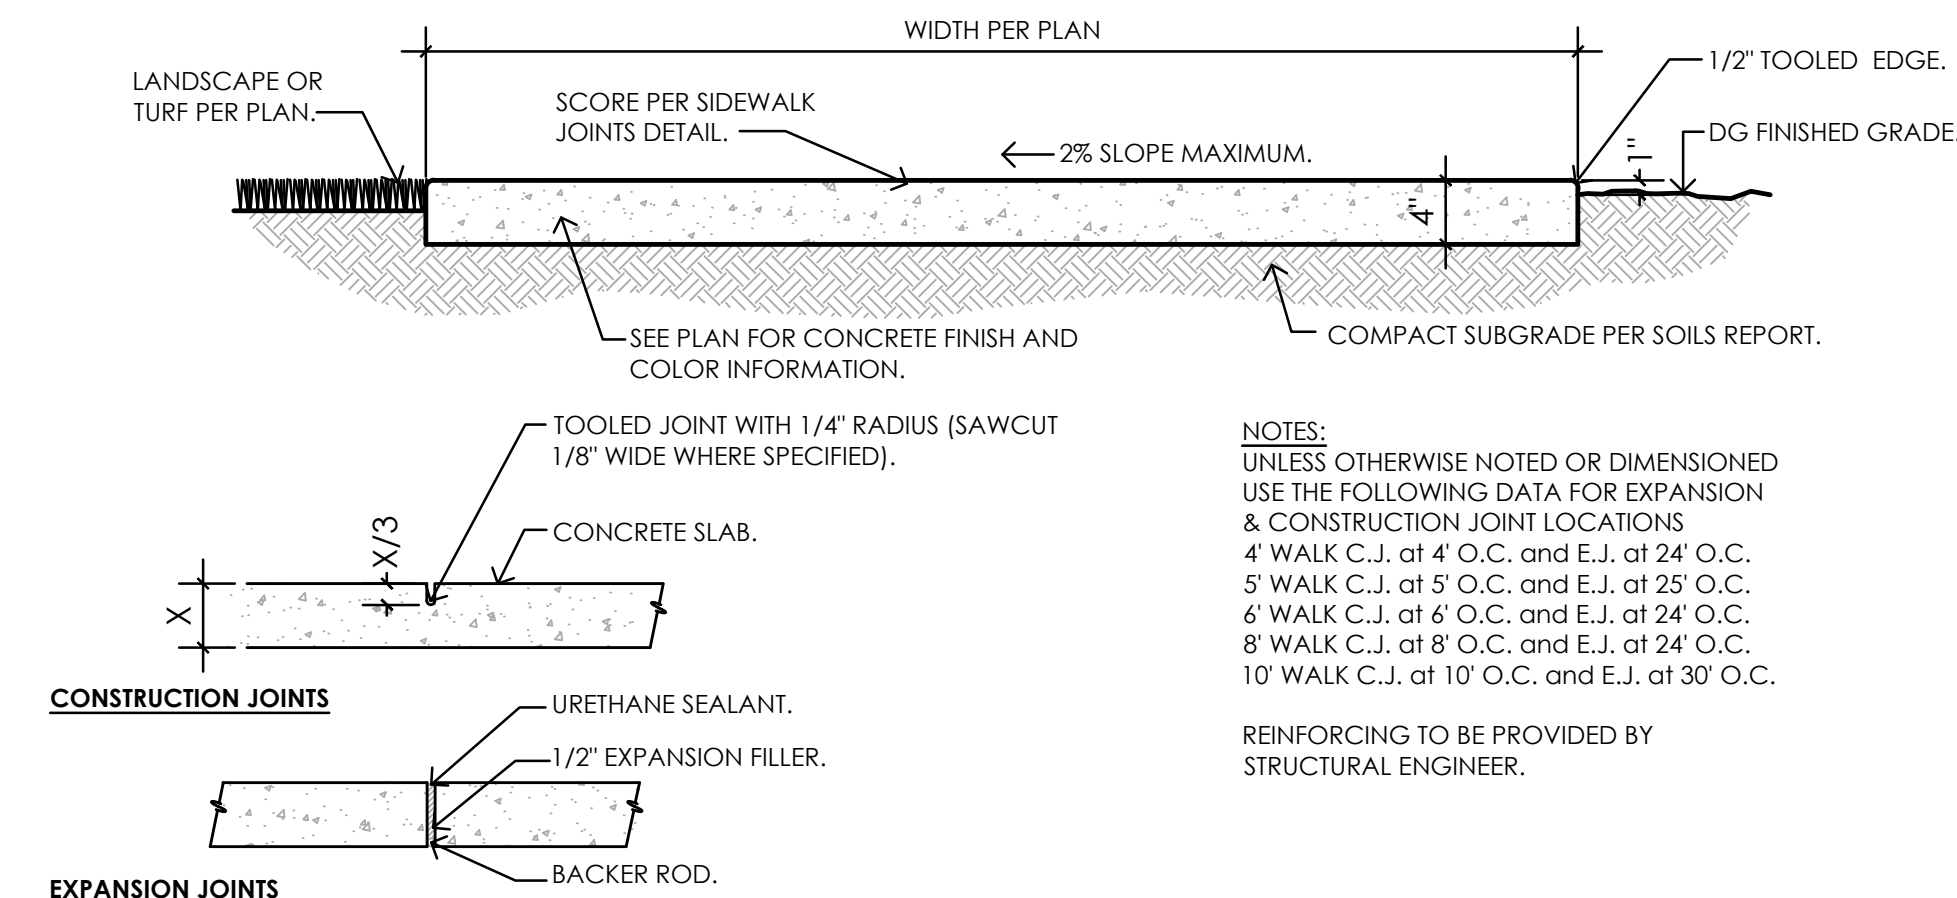 WIDTH PER PLAN
1/2" TOOLED EDGE.
LANDSCAPE OR
TURF PER PLAN.
SCORE PER SIDEWALK
JOINTS DETAIL.
2% SLOPE MAXIMUM.
1"
DG FINISHED GRADE.
4"
SEE PLAN FOR CONCRETE FINISH AND
COLOR INFORMATION.
COMPACT SUBGRADE PER SOILS REPORT.
TOOLED JOINT WITH 1/4" RADIUS (SAWCUT
1/8" WIDE WHERE SPECIFIED).
X/3
CONCRETE SLAB.
X
CONSTRUCTION JOINTS
URETHANE SEALANT.
1/2" EXPANSION FILLER.
BACKER ROD.
EXPANSION JOINTS
NOTES:
UNLESS OTHERWISE NOTED OR DIMENSIONED
USE THE FOLLOWING DATA FOR EXPANSION
& CONSTRUCTION JOINT LOCATIONS
4' WALK C.J. at 4' O.C. and E.J. at 24' O.C.
5' WALK C.J. at 5' O.C. and E.J. at 25' O.C.
6' WALK C.J. at 6' O.C. and E.J. at 24' O.C.
8' WALK C.J. at 8' O.C. and E.J. at 24' O.C.
10' WALK C.J. at 10' O.C. and E.J. at 30' O.C.
REINFORCING TO BE PROVIDED BY
STRUCTURAL ENGINEER.